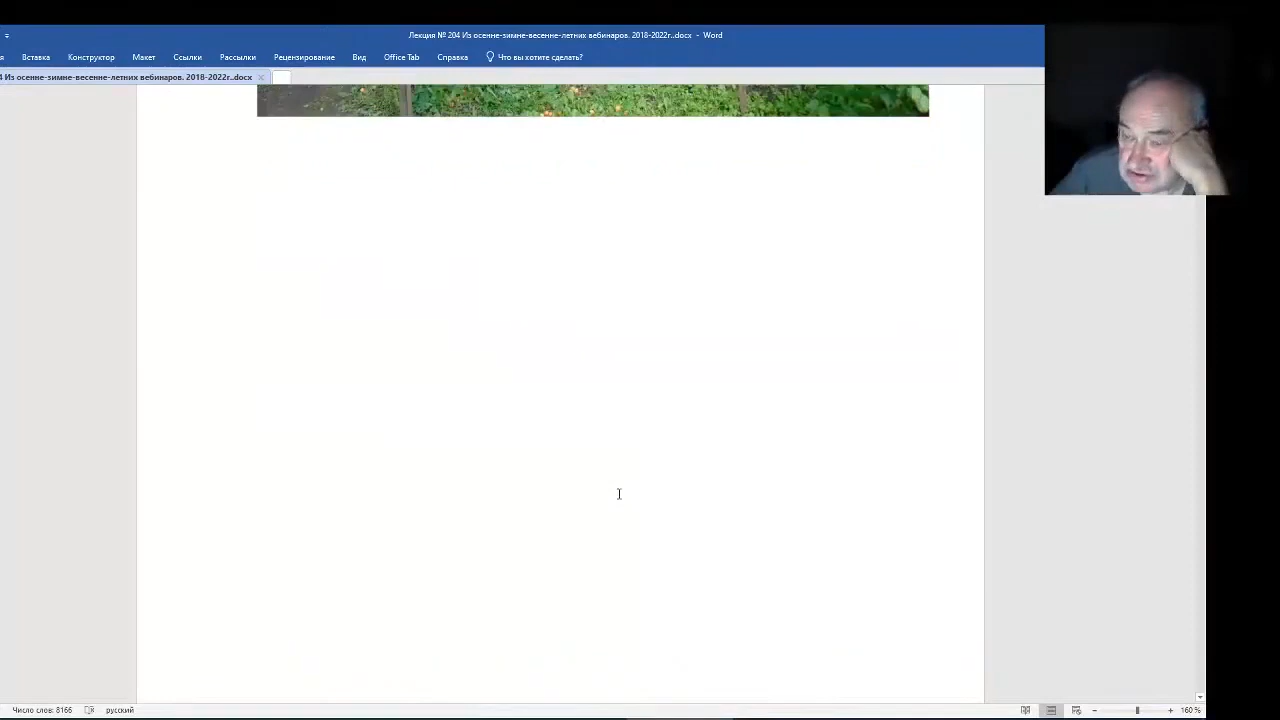 Лекция № 204 Из осенне-зимне-весенне-летних вебинаров. 2018-2022г..docx - Word
Вставка Конструктор Макет Ссылки Рассылки Рецензирование Вид Office Tab Справка Что вы хотите сделать?
4 Из осенне-зимне-весенне-летних вебинаров. 2018-2022г..docx
Число слов: 8166 русский 160 %